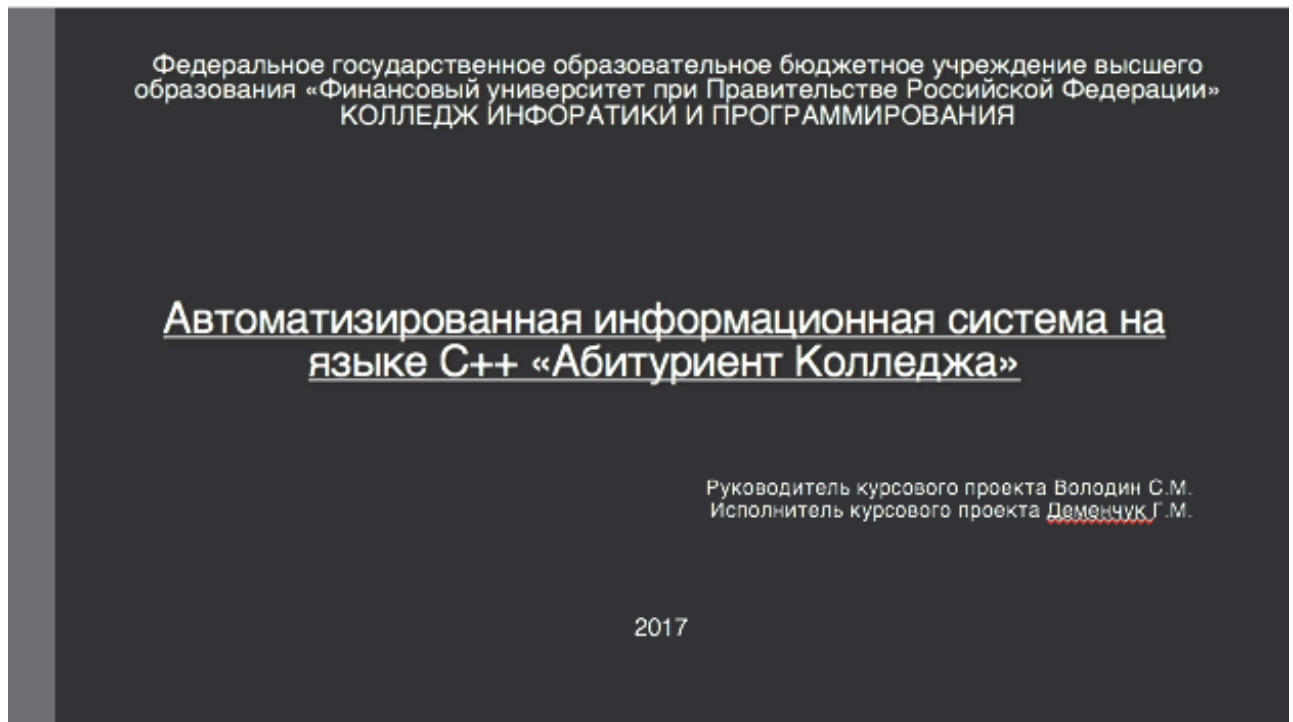 Федеральное государственное образовательное бюджетное учреждение высшего
образования «Финансовый университет при Правительстве Российской Федерации»
КОЛЛЕДЖ ИНФОРАТИКИ И ПРОГРАММИРОВАНИЯ
Автоматизированная информационная система на
языке С++ «Абитуриент Колледжа»
Руководитель курсового проекта Володин С.М.
Исполнитель курсового проекта Деменчук Г.М.
2017